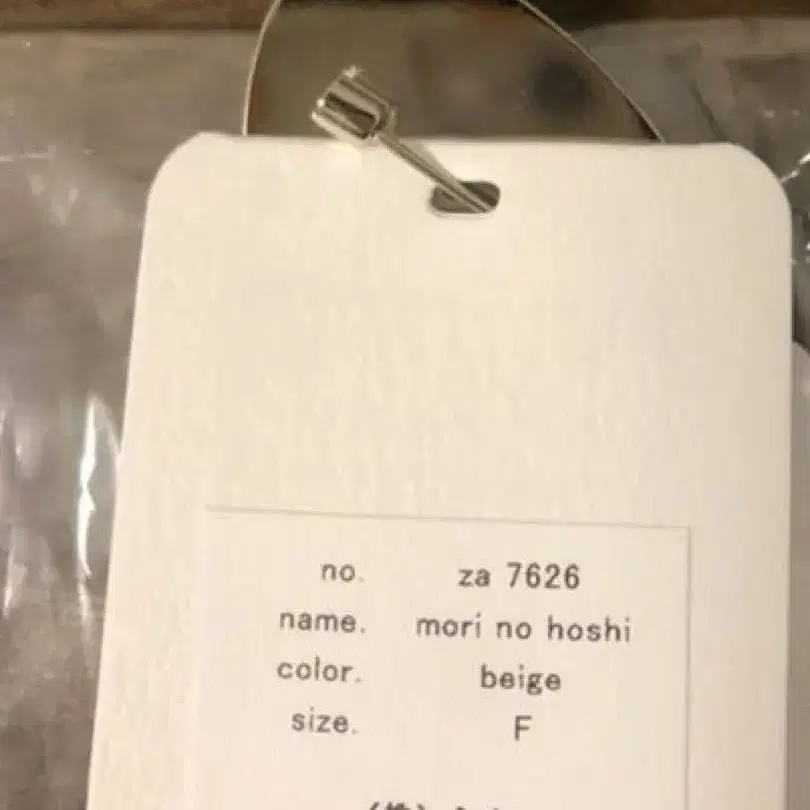 no. za 7626
name. mori no hoshi
color. beige
size. F